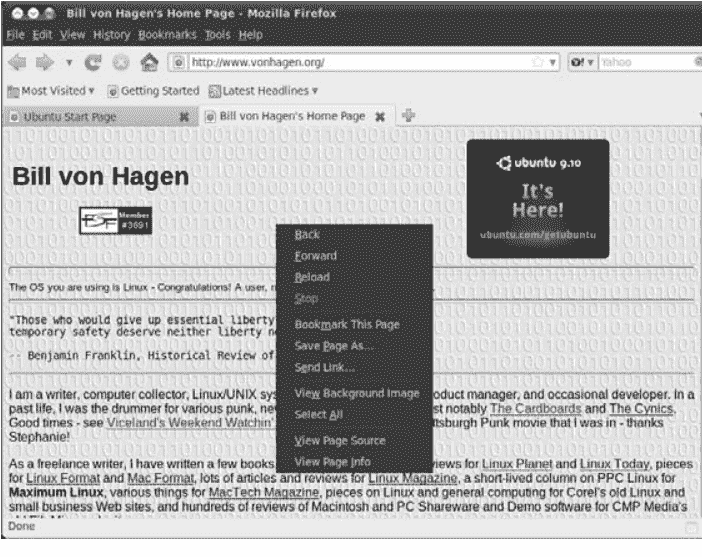 Bill von Hagen's Home Page - Mozilla Firefox
File Edit View History Bookmarks Tools Help
http://www.vonhagen.org/
Yahoo
Most Visited Getting Started Latest Headlines
Ubuntu Start Page Bill von Hagen's Home Page
Bill von Hagen
FSF Member #3691
ubuntu 9.10
It's
Here!
ubuntu.com/getubuntu
Back
Forward
Reload
Stop
Bookmark This Page
Save Page As...
Send Link...
View Background Image
Select All
View Page Source
View Page Info
The OS you are using is Linux - Congratulations! A user,
"Those who would give up essential liberty
temporary safety deserve neither liberty
-- Benjamin Franklin, Historical Review of
I am a writer, computer collector, Linux/UNIX oduct manager, and occasional developer. In a
past life, I was the drummer for various punk, st notably The Cardboards and The Cynics.
Good times - see Viceland's Weekend Watchin' ttsburgh Punk movie that I was in - thanks
Stephanie!
As a freelance writer, I have written a few books, views for Linux Planet and Linux Today, pieces
for Linux Format and Mac Format, lots of articles and reviews for Linux Magazine, a short-lived column on PPC Linux for
Maximum Linux, various things for MacTech Magazine, pieces on Linux and general computing for Corel's old Linux and
small business Web sites, and hundreds of reviews of Macintosh and PC Shareware and Demo software for CMP Media's
Done